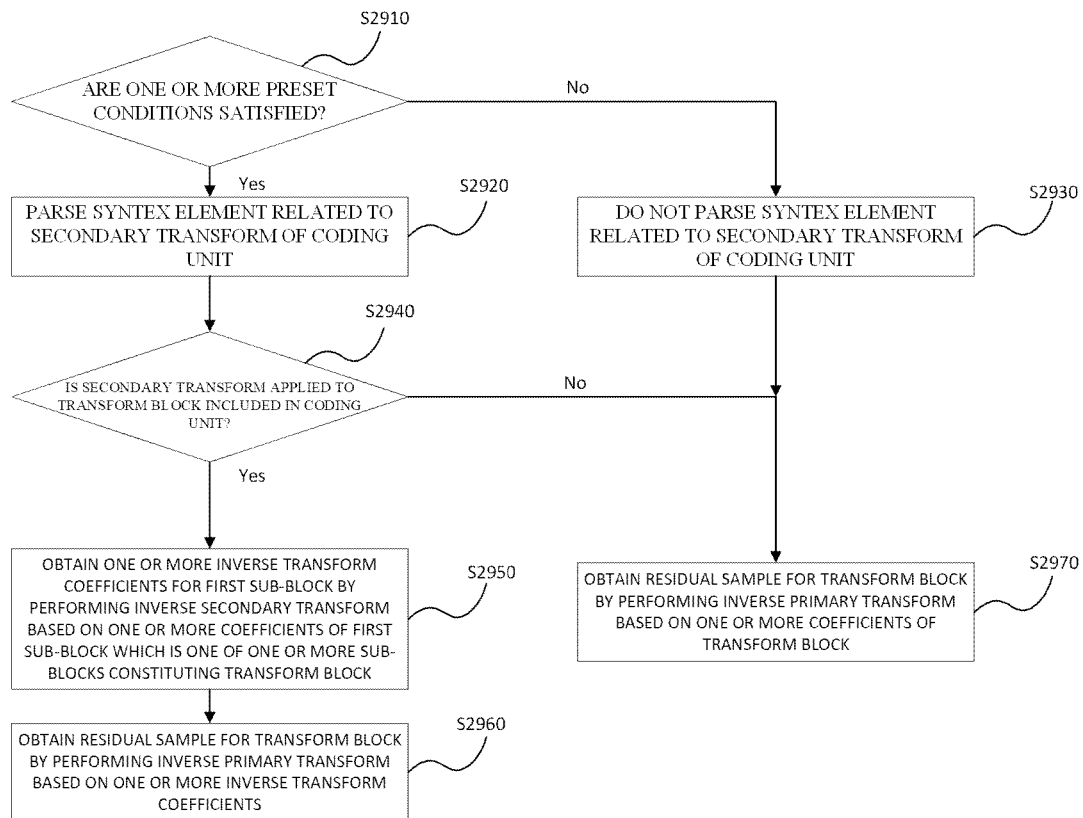 S2910
ARE ONE OR MORE PRESET
CONDITIONS SATISFIED?
No
Yes
S2920
PARSE SYNTEX ELEMENT RELATED TO
SECONDARY TRANSFORM OF CODING
UNIT
S2930
DO NOT PARSE SYNTEX ELEMENT
RELATED TO SECONDARY TRANSFORM
OF CODING UNIT
S2940
IS SECONDARY TRANSFORM APPLIED TO
TRANSFORM BLOCK INCLUDED IN CODING
UNIT?
No
Yes
S2950
OBTAIN ONE OR MORE INVERSE TRANSFORM
COEFFICIENTS FOR FIRST SUB-BLOCK BY
PERFORMING INVERSE SECONDARY TRANSFORM
BASED ON ONE OR MORE COEFFICIENTS OF FIRST
SUB-BLOCK WHICH IS ONE OF ONE OR MORE SUB-
BLOCKS CONSTITUTING TRANSFORM BLOCK
S2970
OBTAIN RESIDUAL SAMPLE FOR TRANSFORM BLOCK
BY PERFORMING INVERSE PRIMARY TRANSFORM
BASED ON ONE OR MORE COEFFICIENTS OF
TRANSFORM BLOCK
S2960
OBTAIN RESIDUAL SAMPLE FOR TRANSFORM BLOCK
BY PERFORMING INVERSE PRIMARY TRANSFORM
BASED ON ONE OR MORE INVERSE TRANSFORM
COEFFICIENTS